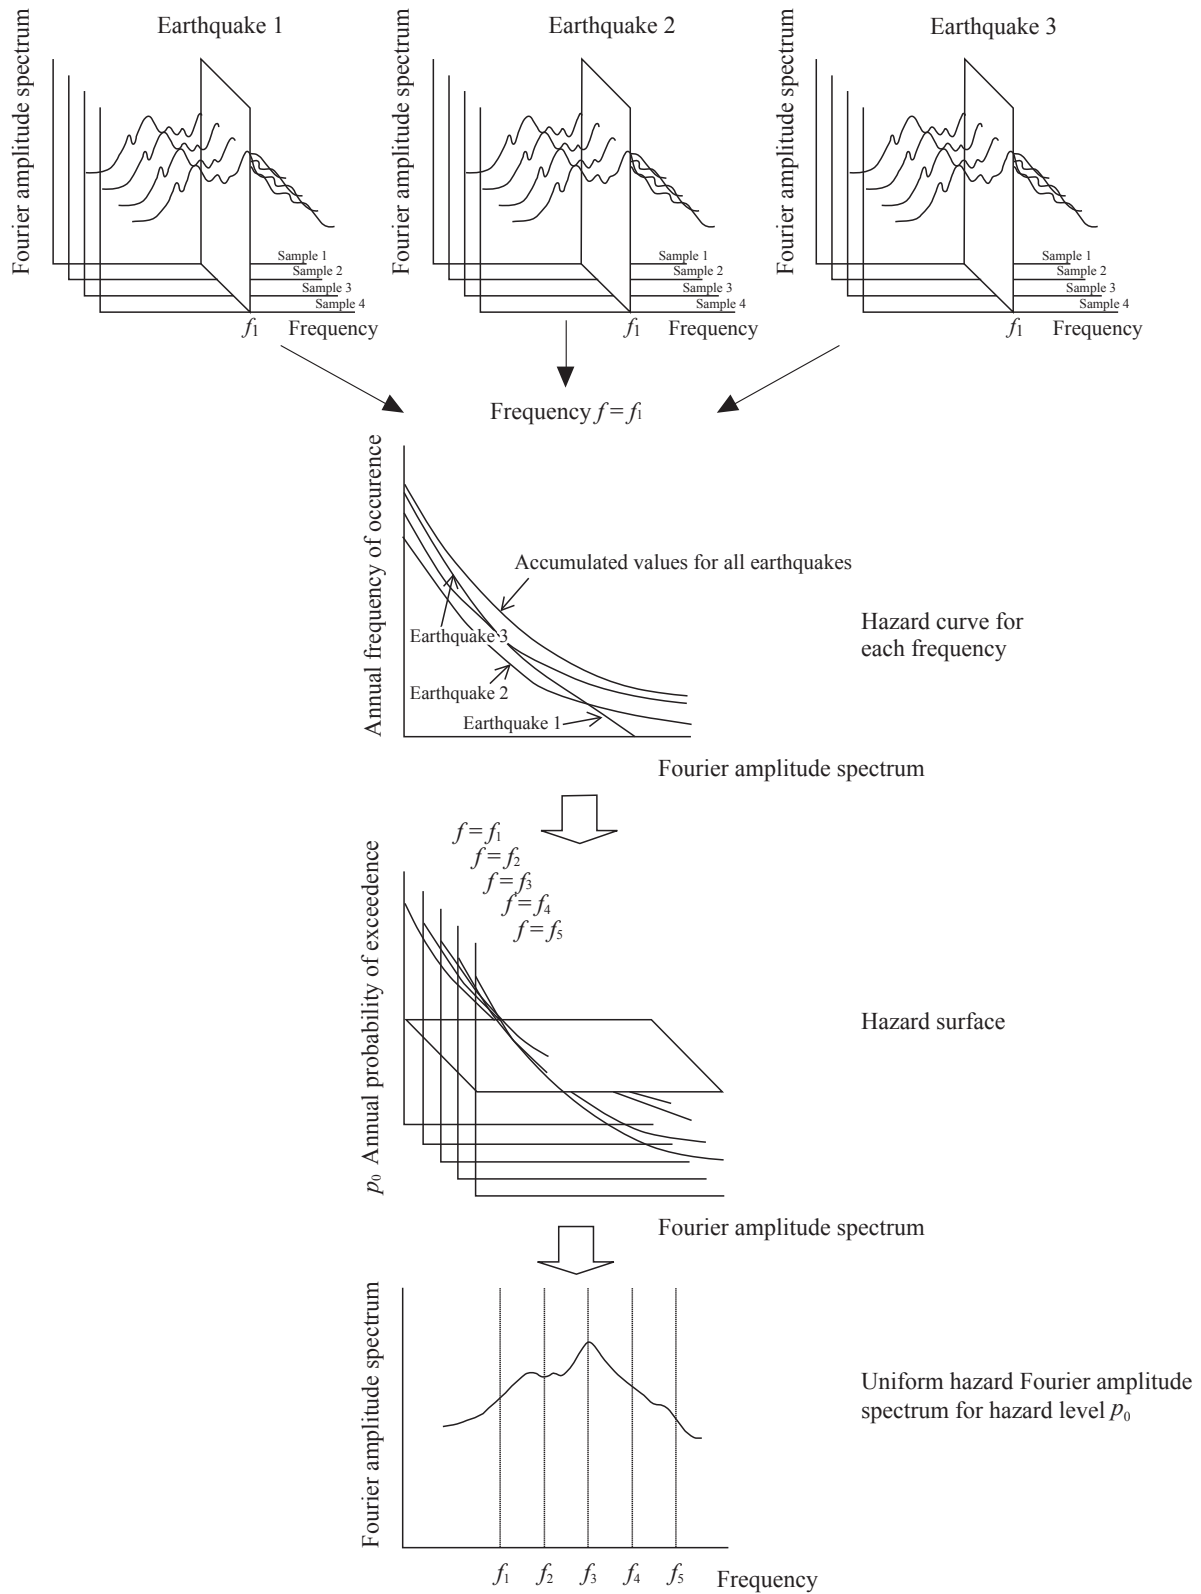 Earthquake 1
Earthquake 2
Earthquake 3
Fourier amplitude spectrum
Sample 1
Sample 2
Sample 3
Sample 4
f1 Frequency
Fourier amplitude spectrum
Sample 1
Sample 2
Sample 3
Sample 4
f1 Frequency
Fourier amplitude spectrum
Sample 1
Sample 2
Sample 3
Sample 4
f1 Frequency
Frequency f = f1
Annual frequency of occurence
Accumulated values for all earthquakes
Earthquake 3
Earthquake 2
Earthquake 1
Hazard curve for
each frequency
Fourier amplitude spectrum
f = f1
f = f2
f = f3
f = f4
f = f5
p0 Annual probability of exceedence
Hazard surface
Fourier amplitude spectrum
Fourier amplitude spectrum
Uniform hazard Fourier amplitude
spectrum for hazard level p0
f1 f2 f3 f4 f5 Frequency